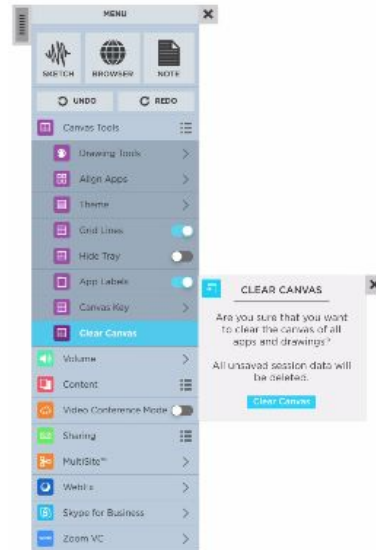 MENU
SKETCH
BROWSER
NOTE
UNDO
REDO
Canvas Tools
Drawing Tools
Align Apps
Theme
Grid Lines
Hide Tray
App Labels
Canvas Key
Clear Canvas
Volume
Content
Video Conference Mode
Sharing
MultiSite™
WebEx
Skype for Business
Zoom VC
CLEAR CANVAS
Are you sure that you want
to clear the canvas of all
apps and drawings?
All unsaved session data will
be deleted.
Clear Canvas